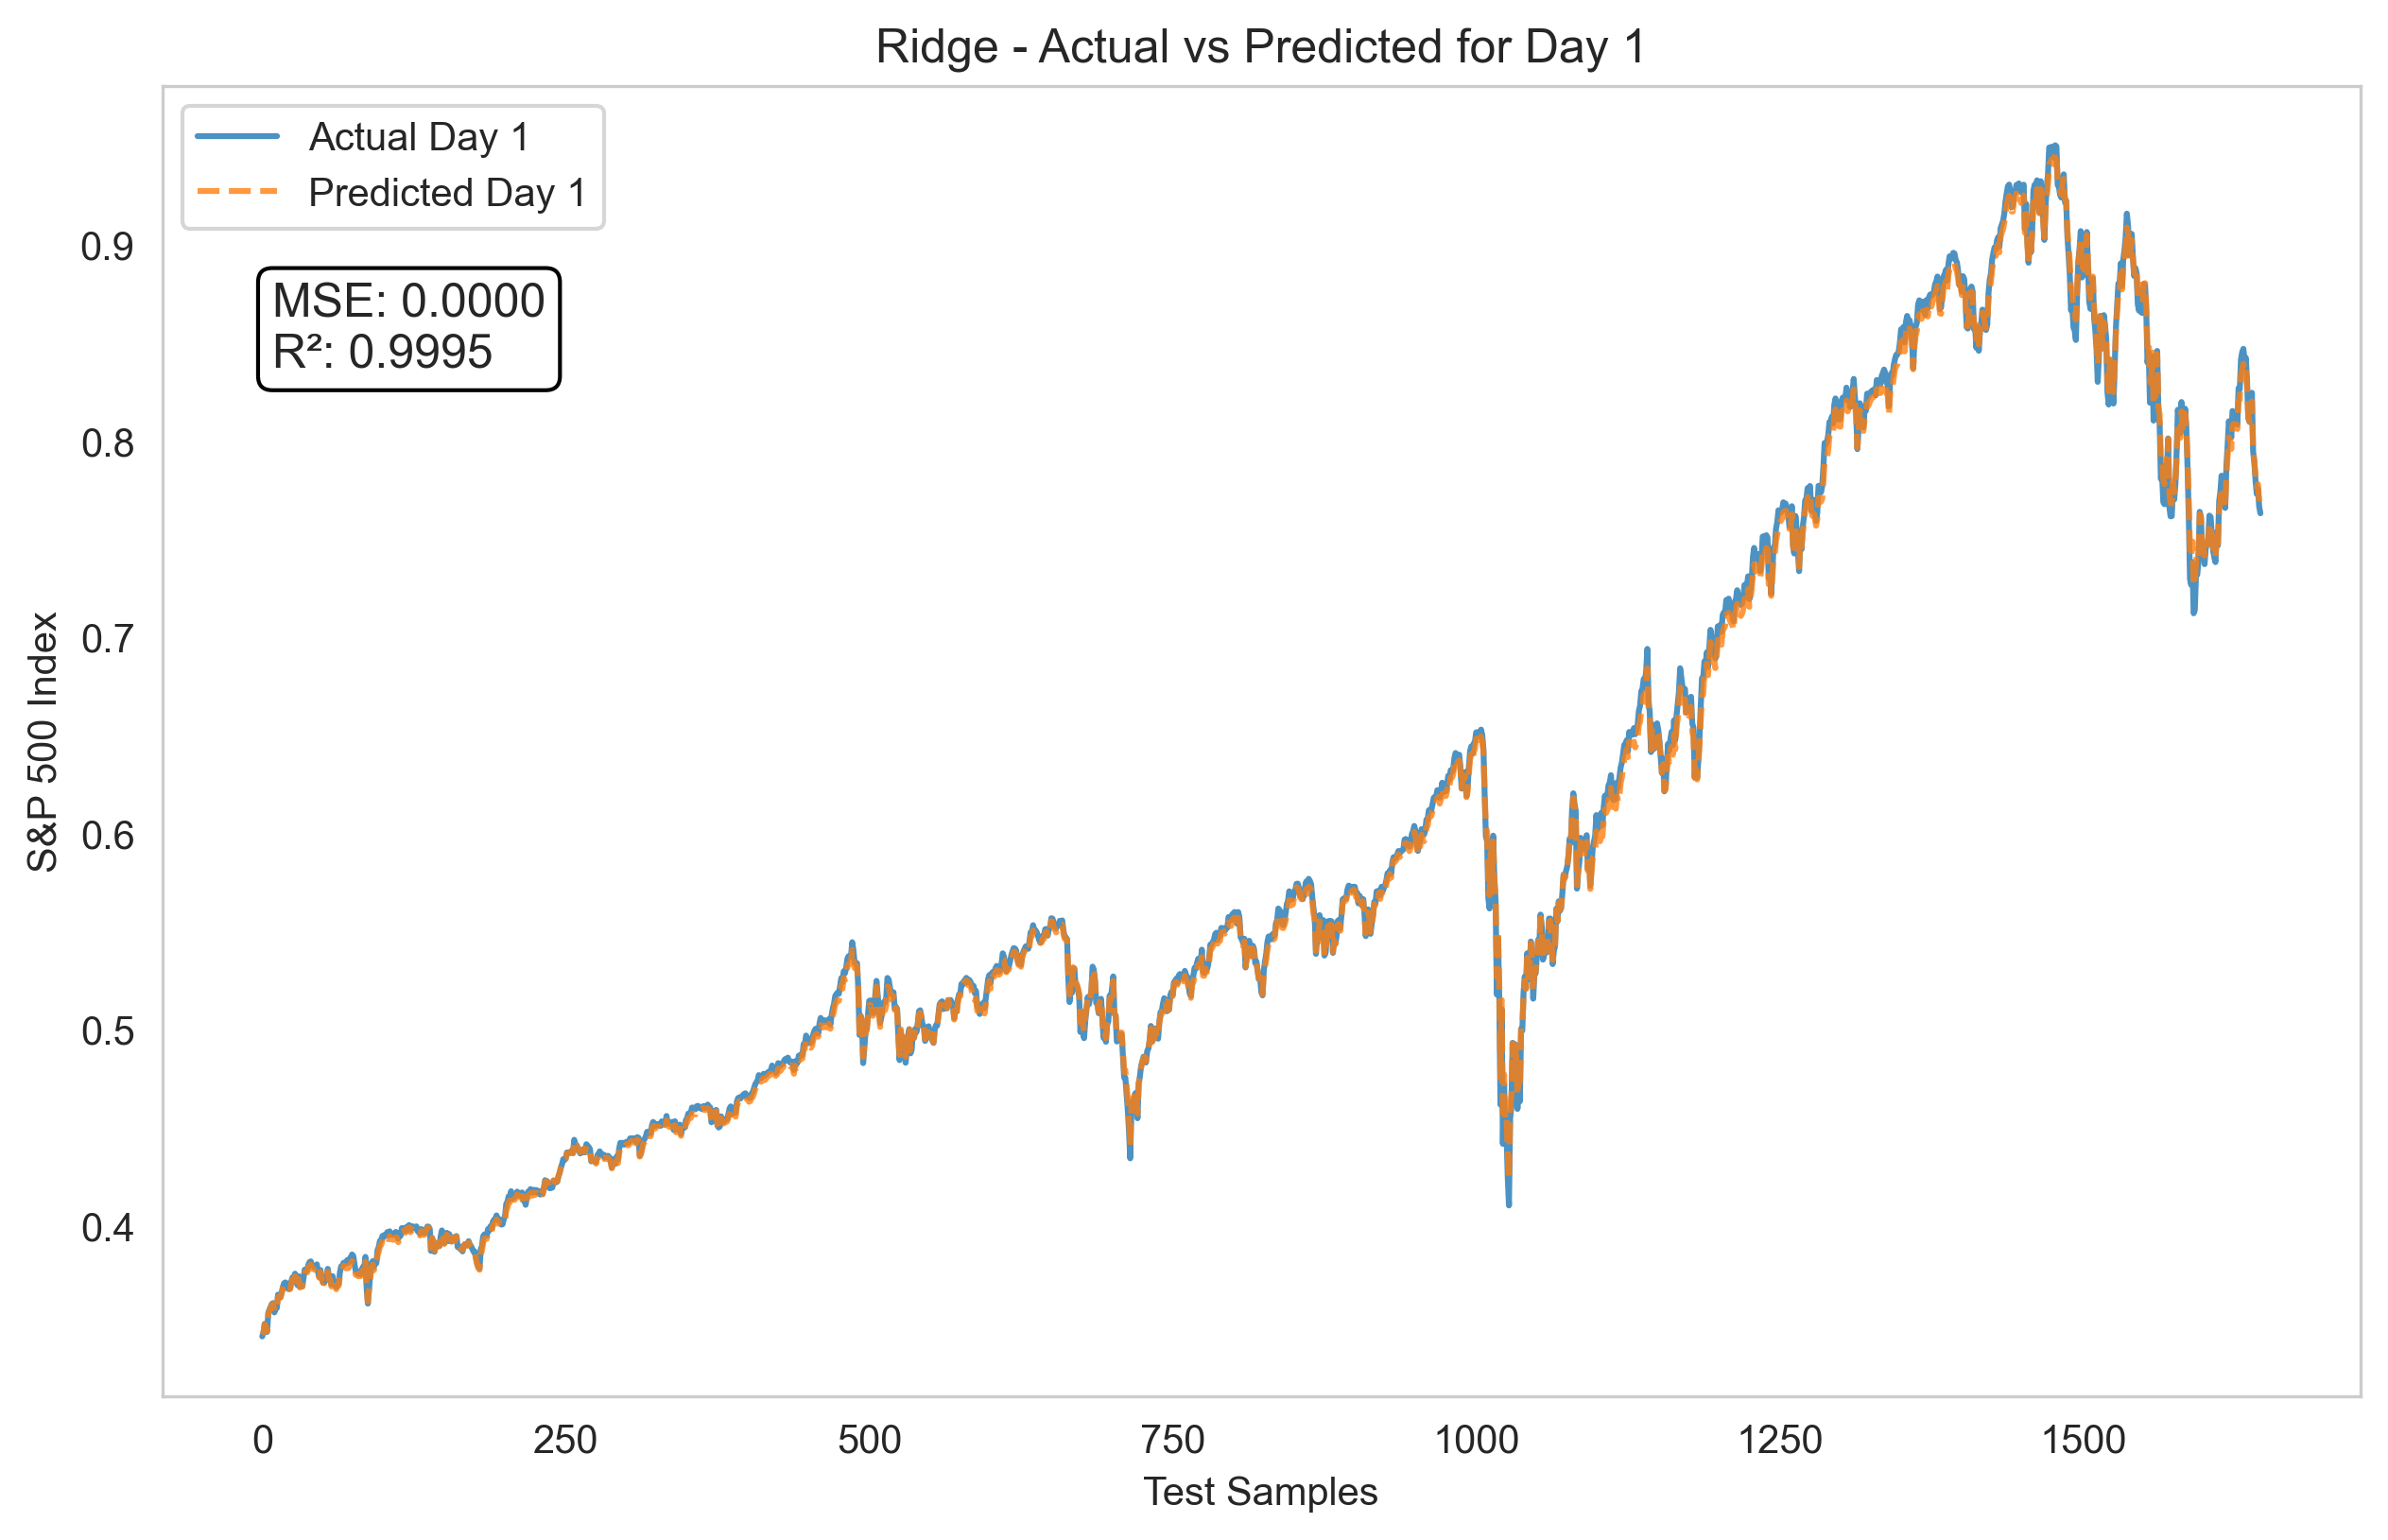 Ridge - Actual vs Predicted for Day 1
Actual Day 1
Predicted Day 1
MSE: 0.0000
R²: 0.9995
0.9
0.8
0.7
0.6
0.5
0.4
S&P 500 Index
0 250 500 750 1000 1250 1500
Test Samples